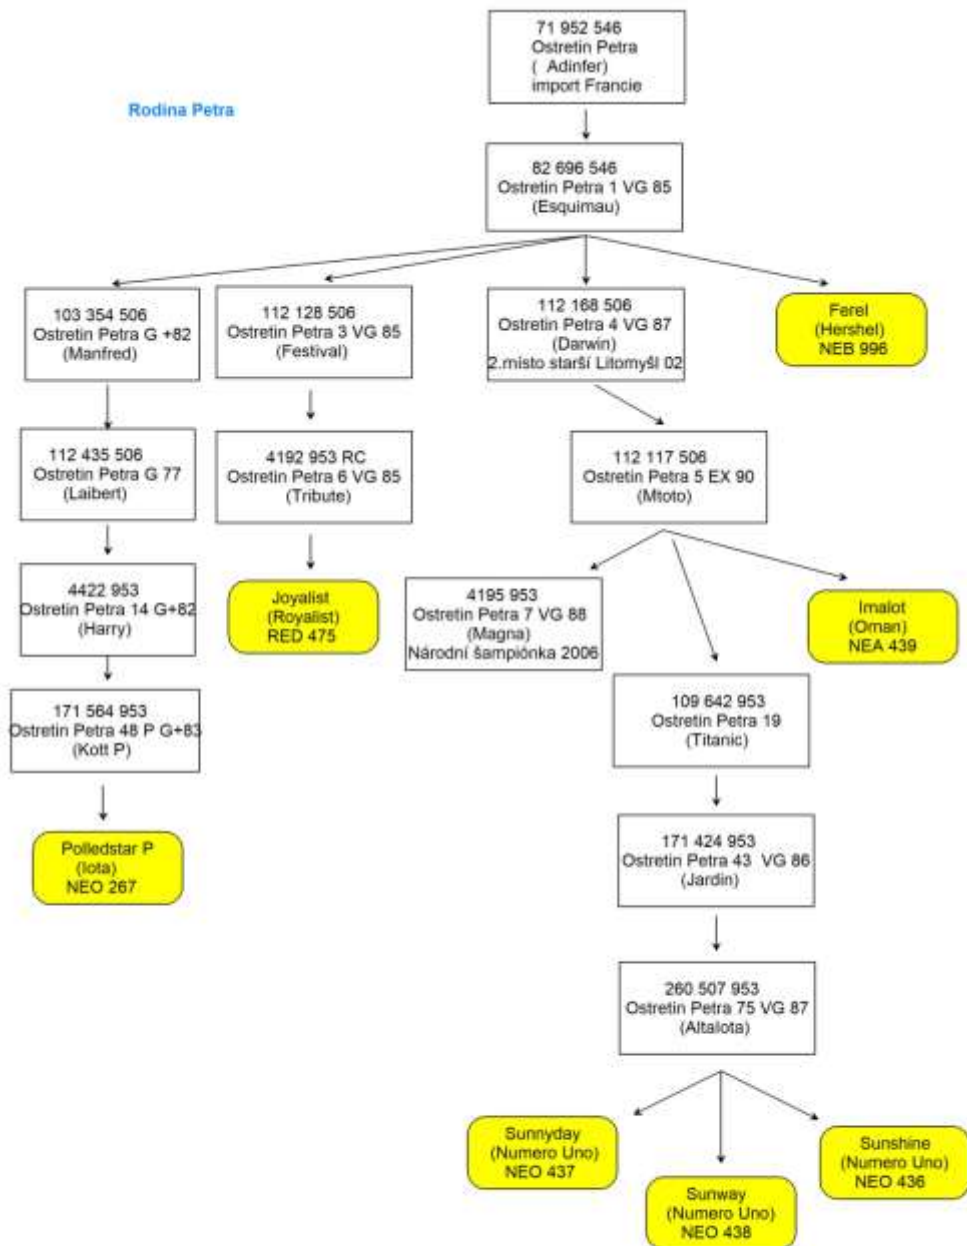 71 952 546
Ostretin Petra
( Adinfer)
import Francie
Rodina Petra
82 696 546
Ostretin Petra 1 VG 85
(Esquimau)
103 354 506
Ostretin Petra G +82
(Manfred)
112 128 506
Ostretin Petra 3 VG 85
(Festival)
112 168 506
Ostretin Petra 4 VG 87
(Darwin)
2.místo starší Litomyšl 02
Ferel
(Hershel)
NEB 996
112 435 506
Ostretin Petra G 77
(Laibert)
4192 953 RC
Ostretin Petra 6 VG 85
(Tribute)
112 117 506
Ostretin Petra 5 EX 90
(Mtoto)
4422 953
Ostretin Petra 14 G+82
(Harry)
Joyalist
(Royalist)
RED 475
4195 953
Ostretin Petra 7 VG 88
(Magna)
Národní šampiónka 2006
Imalot
(Oman)
NEA 439
171 564 953
Ostretin Petra 48 P G+83
(Kott P)
109 642 953
Ostretin Petra 19
(Titanic)
Polledstar P
(Iota)
NEO 267
171 424 953
Ostretin Petra 43 VG 86
(Jardin)
260 507 953
Ostretin Petra 75 VG 87
(Altalota)
Sunnyday
(Numero Uno)
NEO 437
Sunway
(Numero Uno)
NEO 438
Sunshine
(Numero Uno)
NEO 436